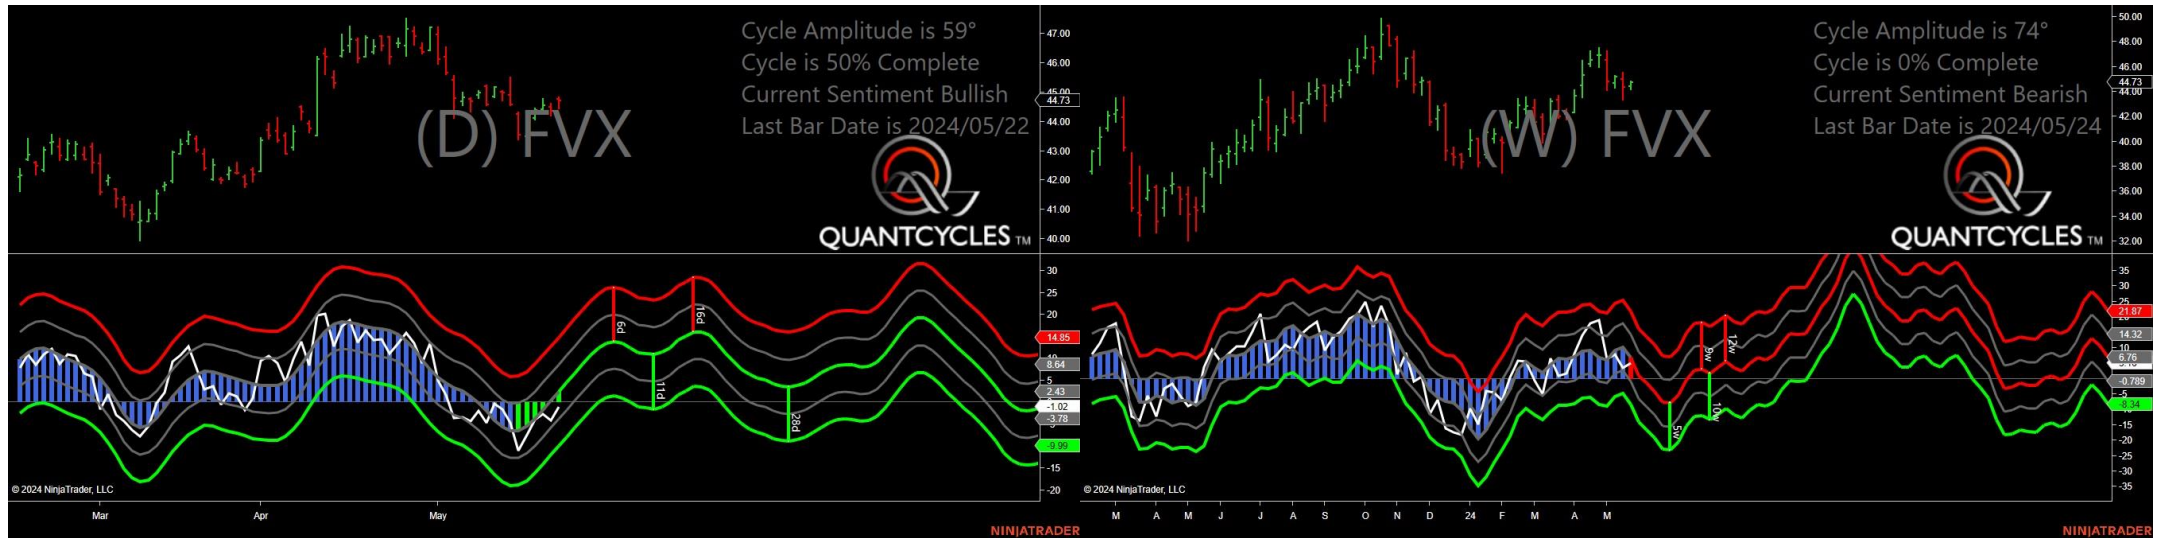 Cycle Amplitude is 59°
Cycle is 50% Complete
Current Sentiment Bullish
Last Bar Date is 2024/05/22
(D) FVX
QUANTCYCLES TM
47.00
46.00
45.00
44.73
44.00
43.00
42.00
41.00
40.00
30
25
20
14.85
10
8.64
5
2.43
-1.02
-3.78
-9.99
-15
-20
6d
11d
16d
28d
© 2024 NinjaTrader, LLC
Mar Apr May
NINJATRADER
Cycle Amplitude is 74°
Cycle is 0% Complete
Current Sentiment Bearish
Last Bar Date is 2024/05/24
(W) FVX
QUANTCYCLES TM
50.00
48.00
46.00
44.73
44.00
42.00
40.00
38.00
36.00
34.00
32.00
35
30
25
21.87
14.32
10
6.76
-0.789
-5
-8.34
-15
-20
-25
-30
-35
5w
9w
10w
12w
© 2024 NinjaTrader, LLC
M A M J J A S O N D 24 F M A M
NINJATRADER